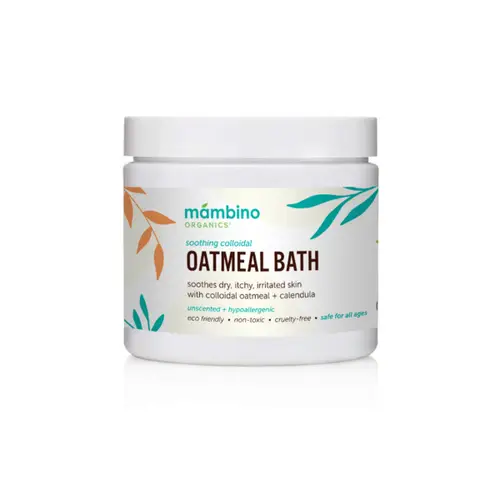 mambino
ORGANICS
soothing colloidal
OATMEAL BATH
soothes dry, itchy, irritated skin
with colloidal oatmeal + calendula
unscented + hypoallergenic
eco friendly • non-toxic • cruelty-free • safe for all ages